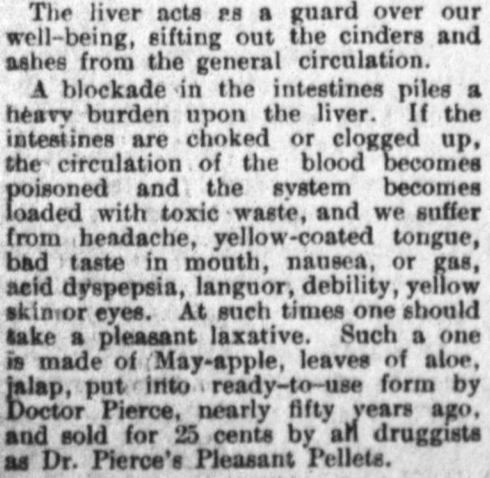 The liver acts as a guard over our
well-being, sifting out the cinders and
ashes from the general circulation.
A blockade in the intestines piles a
heavy burden upon the liver. If the
intestines are choked or clogged up,
the circulation of the blood becomes
poisoned and the system becomes
loaded with toxic waste, and we suffer
from headache, yellow-coated tongue,
bad taste in mouth, nausea, or gas,
acid dyspepsia, languor, debility, yellow
skin or eyes. At such times one should
take a pleasant laxative. Such a one
is made of May-apple, leaves of aloe,
jalap, put into ready-to-use form by
Doctor Pierce, nearly fifty years ago,
and sold for 25 cents by all druggists
as Dr. Pierce's Pleasant Pellets.